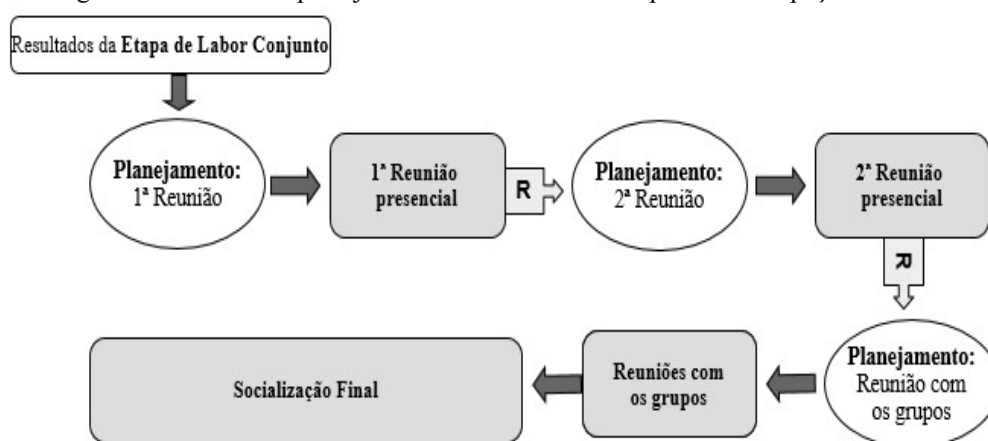 Resultados da Etapa de Labor Conjunto
Planejamento:
1ª Reunião
1ª Reunião
presencial
R
Planejamento:
2ª Reunião
2ª Reunião
presencial
R
Planejamento:
Reunião com
os grupos
Reuniões com
os grupos
Socialização Final